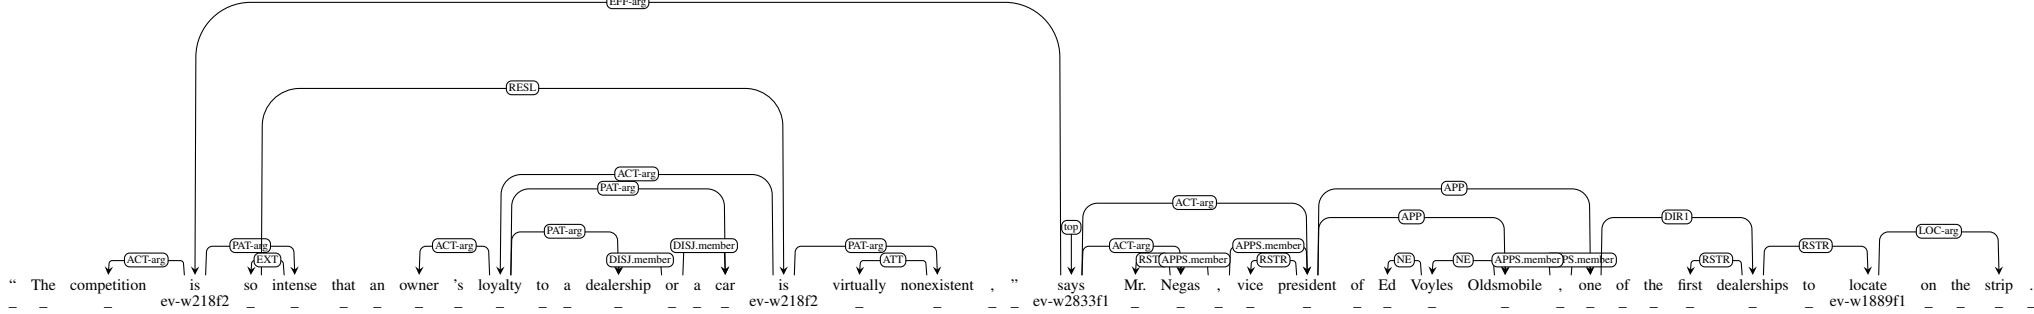 EFF-arg
RESL
ACT-arg
PAT-arg APP
ACT-arg
APP DIR1
top
PAT-arg LOC-arg
PAT-arg ACT-arg DISJ.member PAT-arg ACT-arg APPS.member RSTR
ACT-arg EXT DISJ.member ATT APPS.member RSTR NE NE APPS.member RSTR
“ The competition is so intense that an owner ’s loyalty to a dealership or a car is virtually nonexistent , ” says Mr. Negas , vice president of Ed Voyles Oldsmobile , one of the first dealerships to locate on the strip .
_ _ _ ev-w218f2 _ _ _ _ _ _ _ _ _ _ _ _ _ ev-w218f2 _ _ _ _ ev-w2833f1 _ _ _ _ _ _ _ _ _ _ _ _ _ _ _ _ ev-w1889f1 _ _ _ _